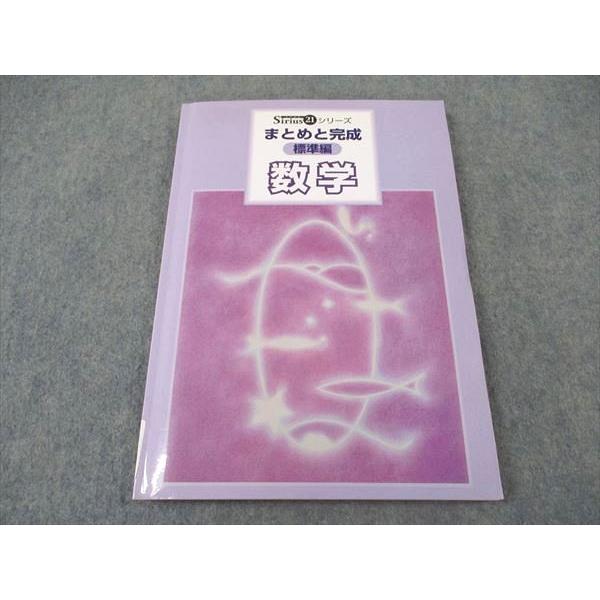 Sirius21シリーズ
まとめと完成
標準編
数学